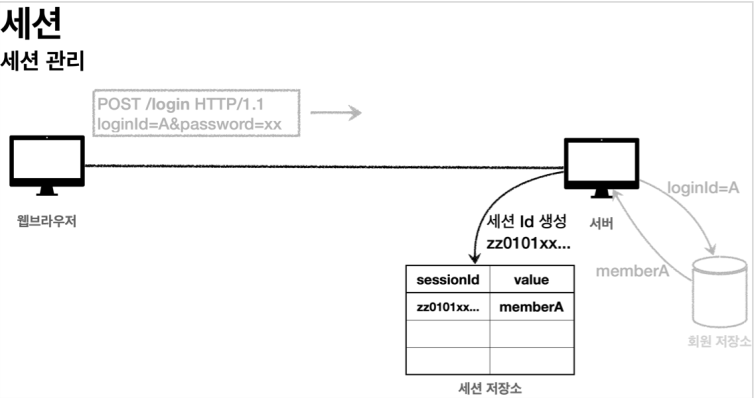 세션
세션 관리
POST /login HTTP/1.1
loginId=A&password=xx
웹브라우저
서버
loginId=A
memberA
회원 저장소
세션 Id 생성
zz0101xx...
sessionId value
zz0101xx... memberA
세션 저장소